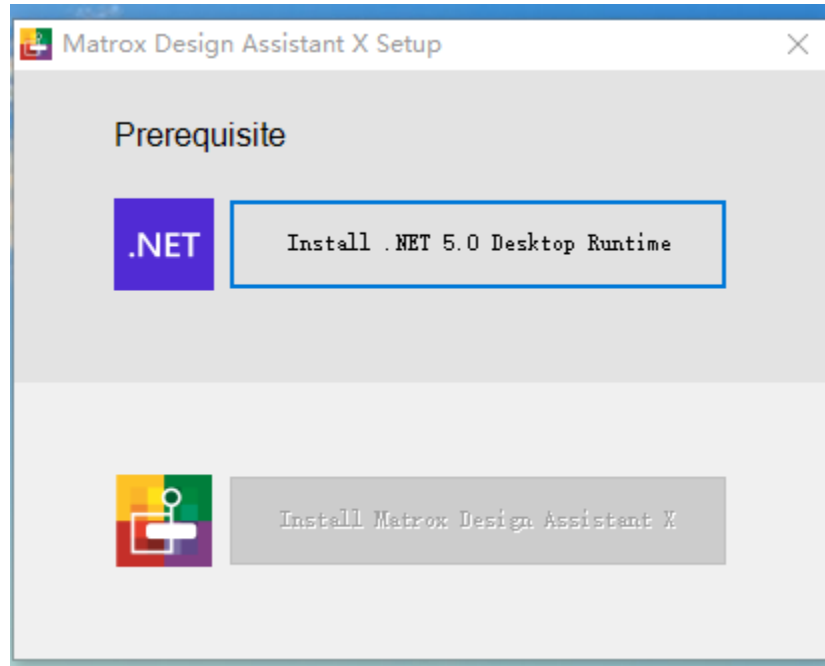 Matrox Design Assistant X Setup
Prerequisite
.NET
Install .NET 5.0 Desktop Runtime
Install Matrox Design Assistant X